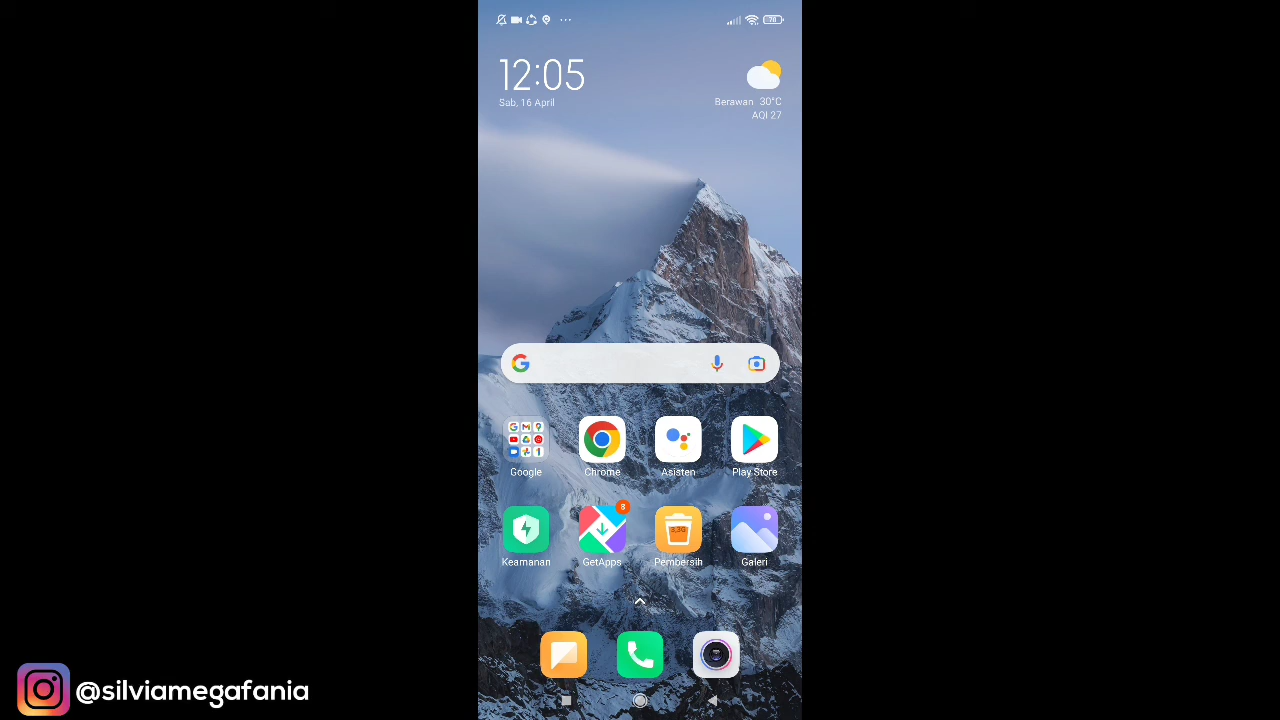 12:05
Sab, 16 April
Berawan 30°C
AQI 27
Google
Chrome
Asisten
Play Store
8
Keamanan
GetApps
Pembersih
Galeri
@silviamegafania